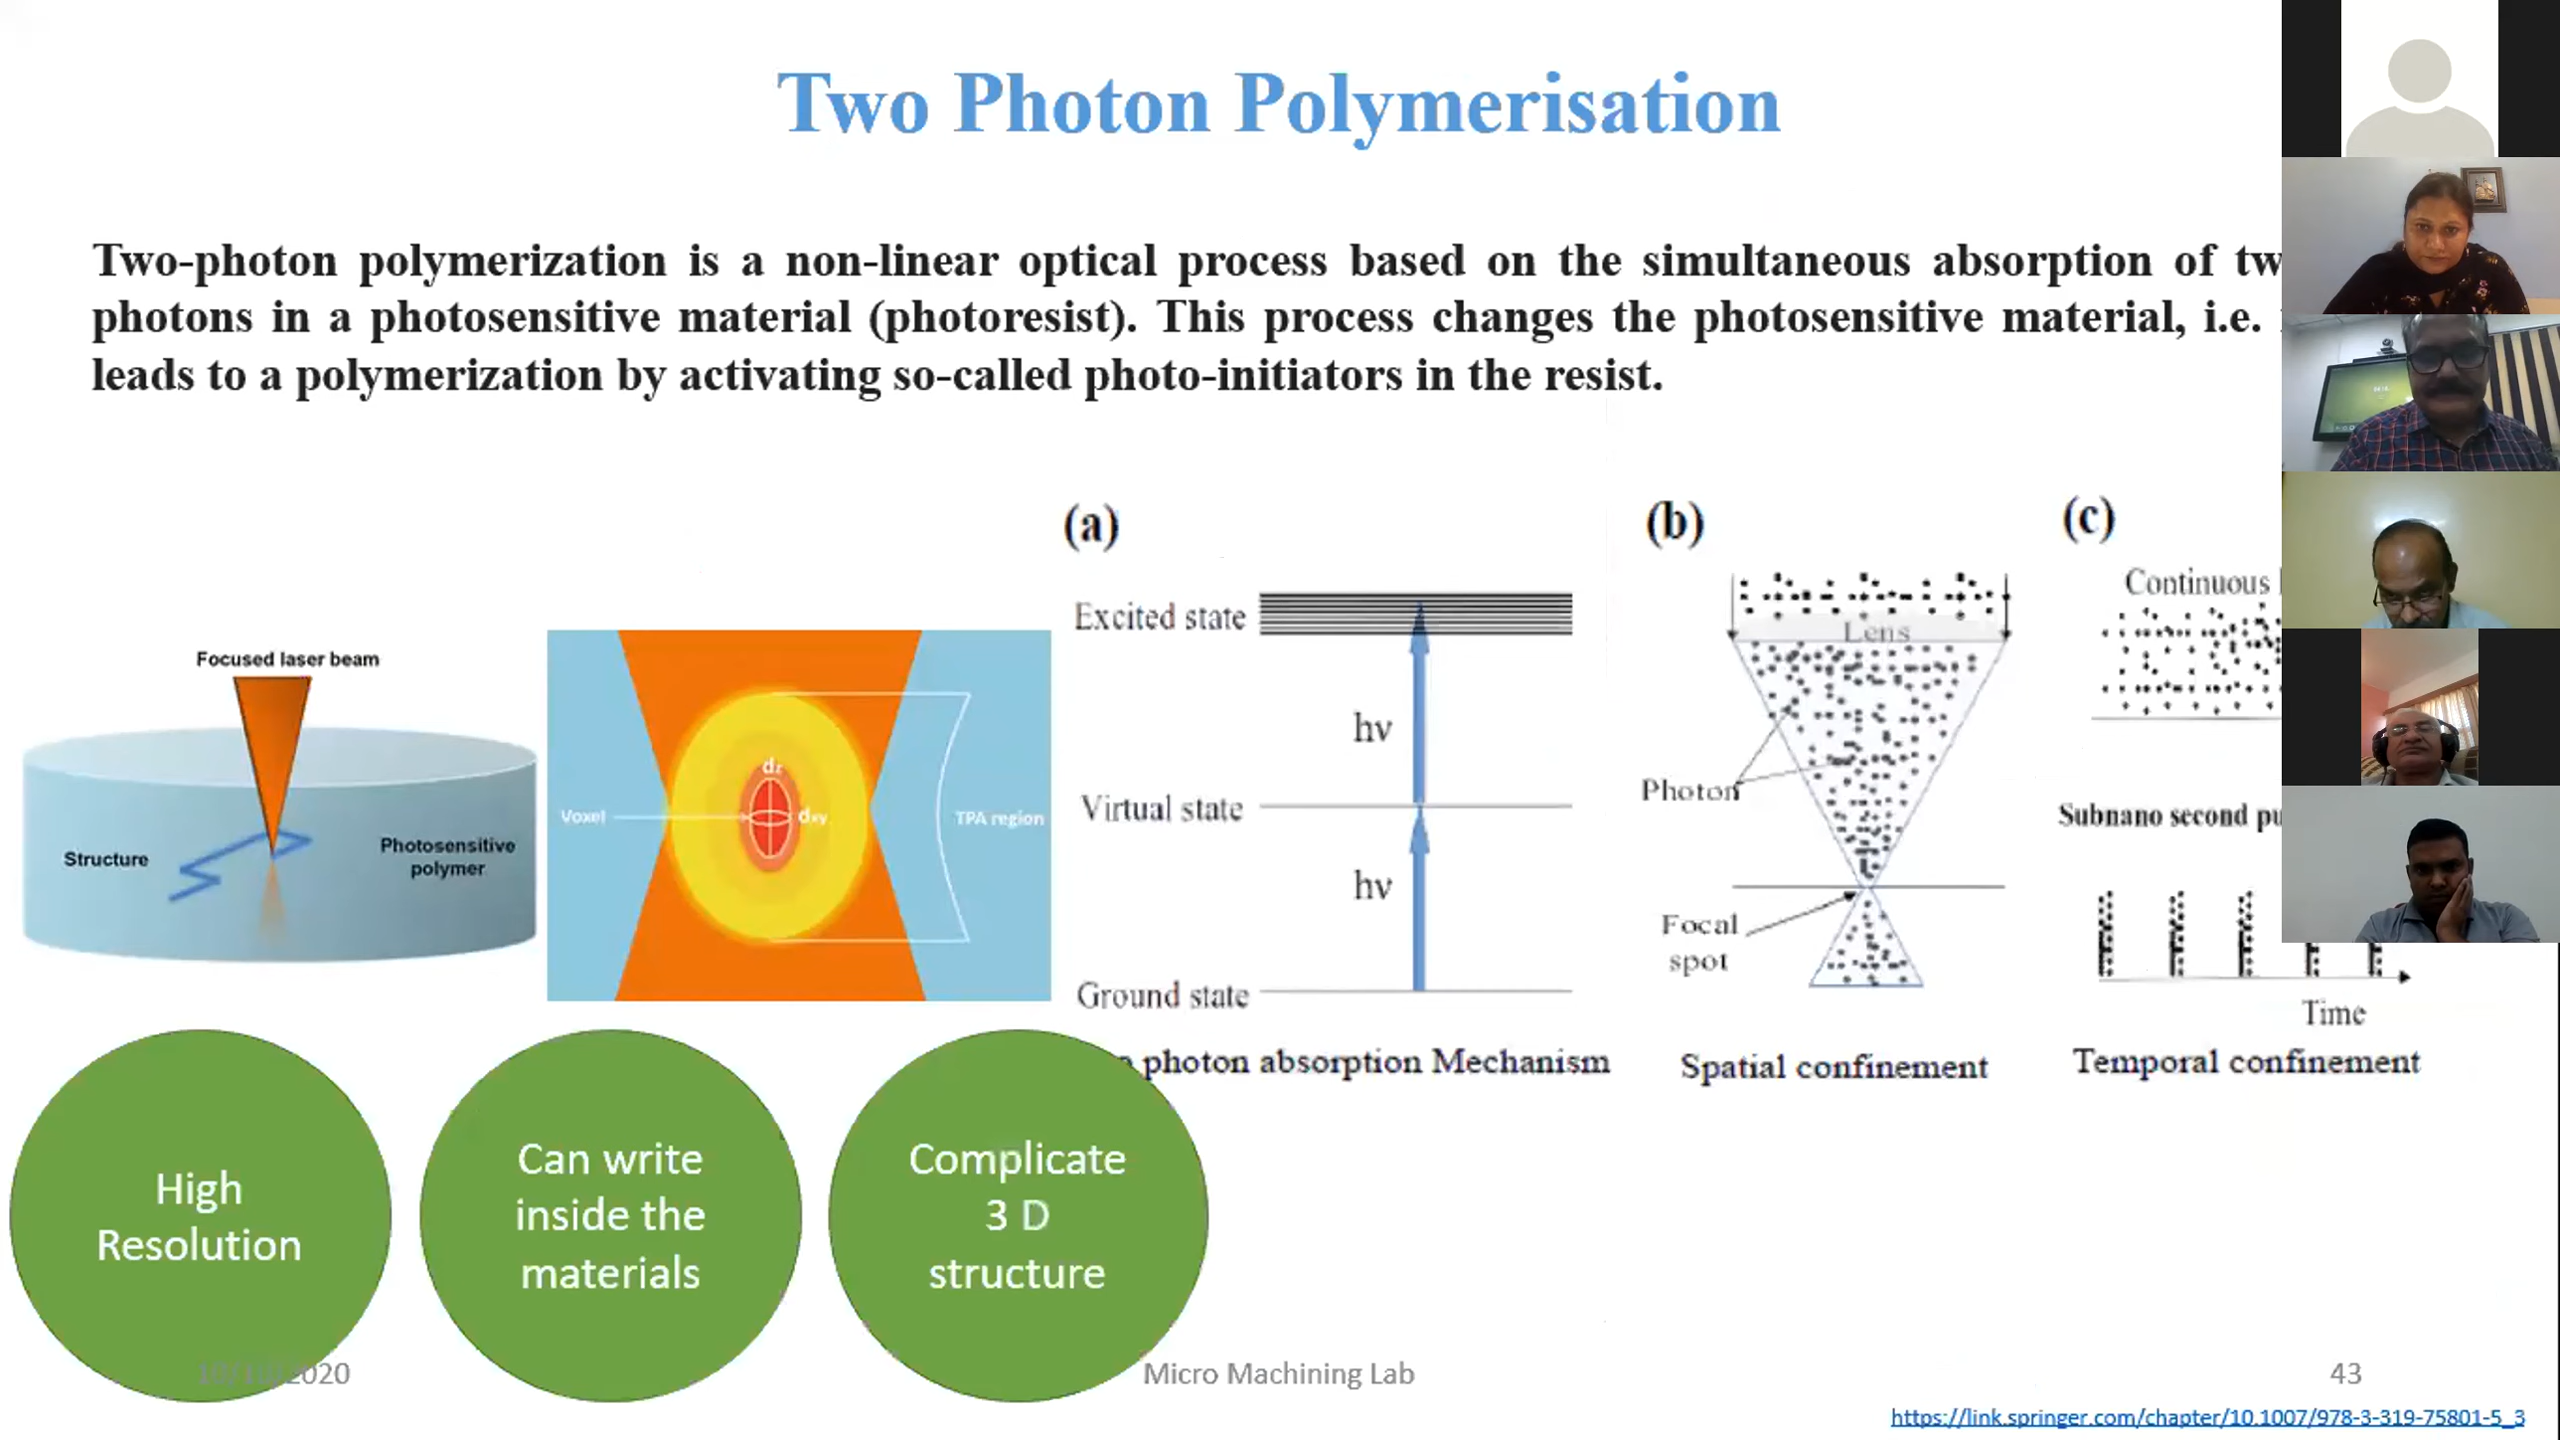 Two Photon Polymerisation
Two-photon polymerization is a non-linear optical process based on the simultaneous absorption of tw
photons in a photosensitive material (photoresist). This process changes the photosensitive material, i.e.
leads to a polymerization by activating so-called photo-initiators in the resist.
Focused laser beam
Structure
Photosensitive
polymer
Voxel
dz
dxy
TPA region
(a)
Excited state
hν
Virtual state
hν
Ground state
photon absorption Mechanism
(b)
Lens
Photon
Focal
spot
Spatial confinement
(c)
Continuous
Subnano second pu
Time
Temporal confinement
High
Resolution
Can write
inside the
materials
Complicate
3 D
structure
2020
Micro Machining Lab
43
https://link.springer.com/chapter/10.1007/978-3-319-75801-5_3